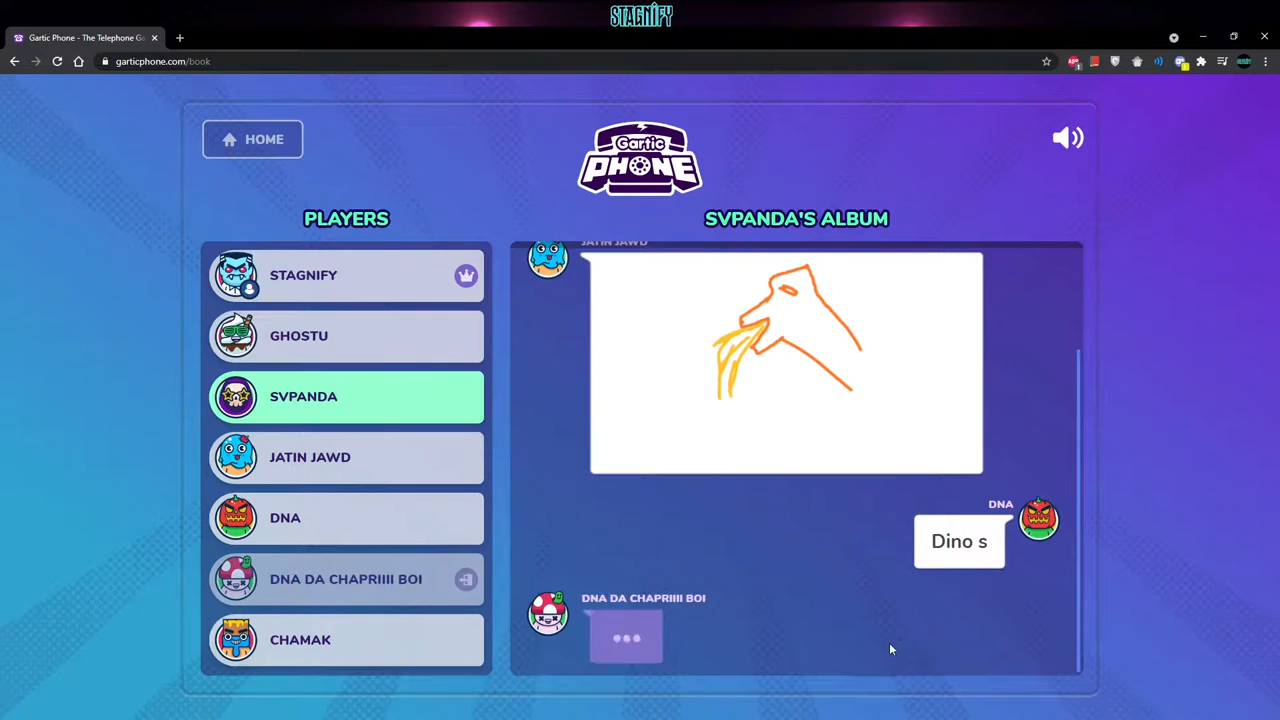 STAGNIFY
Gartic Phone - The Telephone Ga
garticphone.com/book
HOME
Gartic
PHONE
PLAYERS
SVPANDA'S ALBUM
STAGNIFY
GHOSTU
SVPANDA
JATIN JAWD
DNA
DNA DA CHAPRIIII BOI
CHAMAK
JATIN JAWD
DNA
Dino s
DNA DA CHAPRIIII BOI